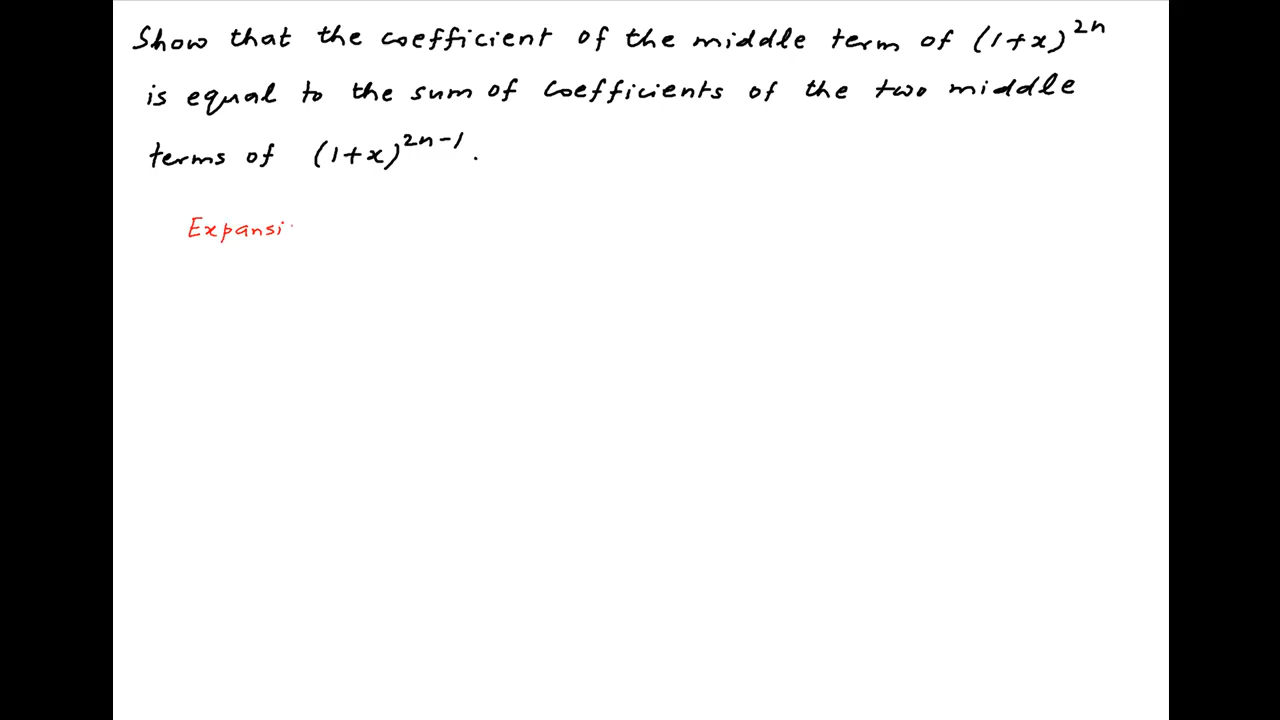 Show that the coefficient of the middle term of (1+x)^{2n}
is equal to the sum of coefficients of the two middle
terms of (1+x)^{2n-1}.
Expansi